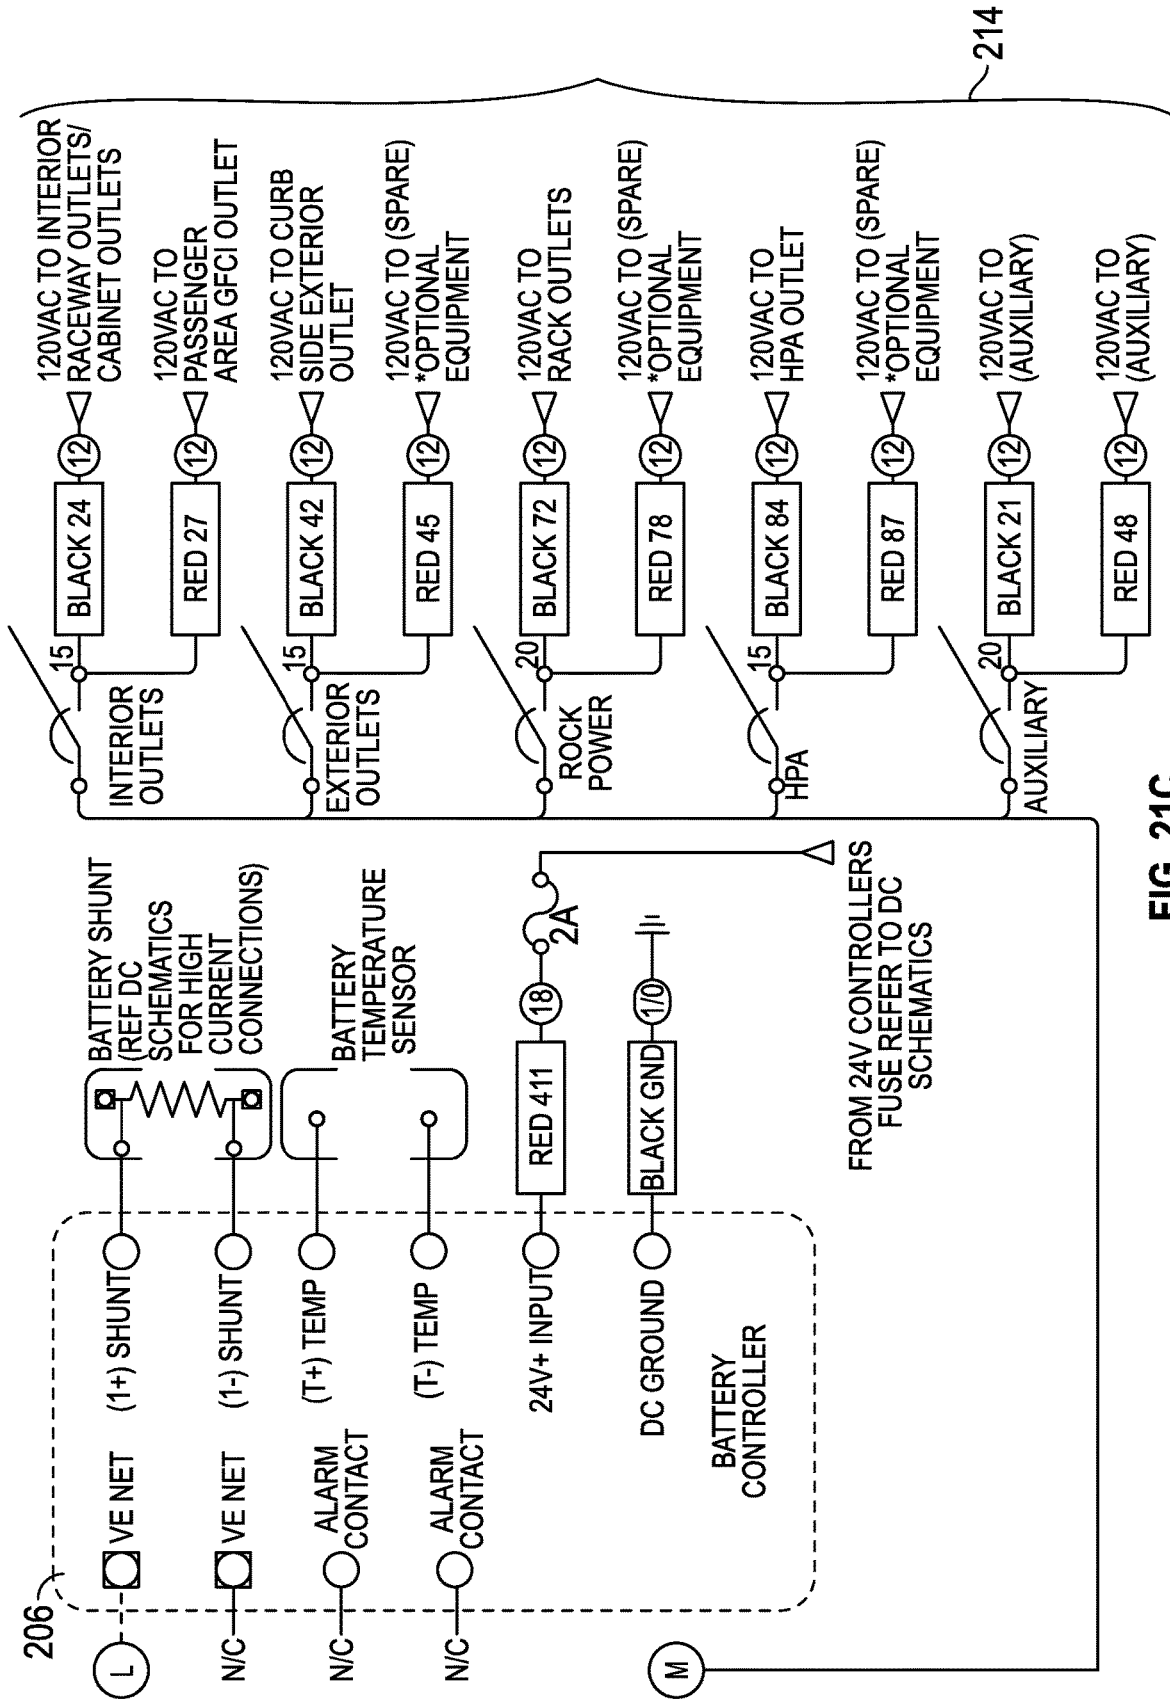 206
L
VE NET
(1+) SHUNT
N/C
VE NET
(1-) SHUNT
N/C
ALARM
CONTACT
(T+) TEMP
N/C
ALARM
CONTACT
(T-) TEMP
24V+ INPUT
DC GROUND
BATTERY
CONTROLLER
BATTERY SHUNT
(REF DC
SCHEMATICS
FOR HIGH
CURRENT
CONNECTIONS)
BATTERY
TEMPERATURE
SENSOR
RED 411
18
2A
BLACK GND
1/0
FROM 24V CONTROLLERS
FUSE REFER TO DC
SCHEMATICS
M
INTERIOR
OUTLETS
15
BLACK 24
12
120VAC TO INTERIOR
RACEWAY OUTLETS/
CABINET OUTLETS
RED 27
12
120VAC TO
PASSENGER
AREA GFCI OUTLET
EXTERIOR
OUTLETS
15
BLACK 42
12
120VAC TO CURB
SIDE EXTERIOR
OUTLET
RED 45
12
120VAC TO (SPARE)
*OPTIONAL
EQUIPMENT
ROCK
POWER
20
BLACK 72
12
120VAC TO
RACK OUTLETS
RED 78
12
120VAC TO (SPARE)
*OPTIONAL
EQUIPMENT
HPA
15
BLACK 84
12
120VAC TO
HPA OUTLET
RED 87
12
120VAC TO (SPARE)
*OPTIONAL
EQUIPMENT
AUXILIARY
20
BLACK 21
12
120VAC TO
(AUXILIARY)
RED 48
12
120VAC TO
(AUXILIARY)
214
FIG. 21C